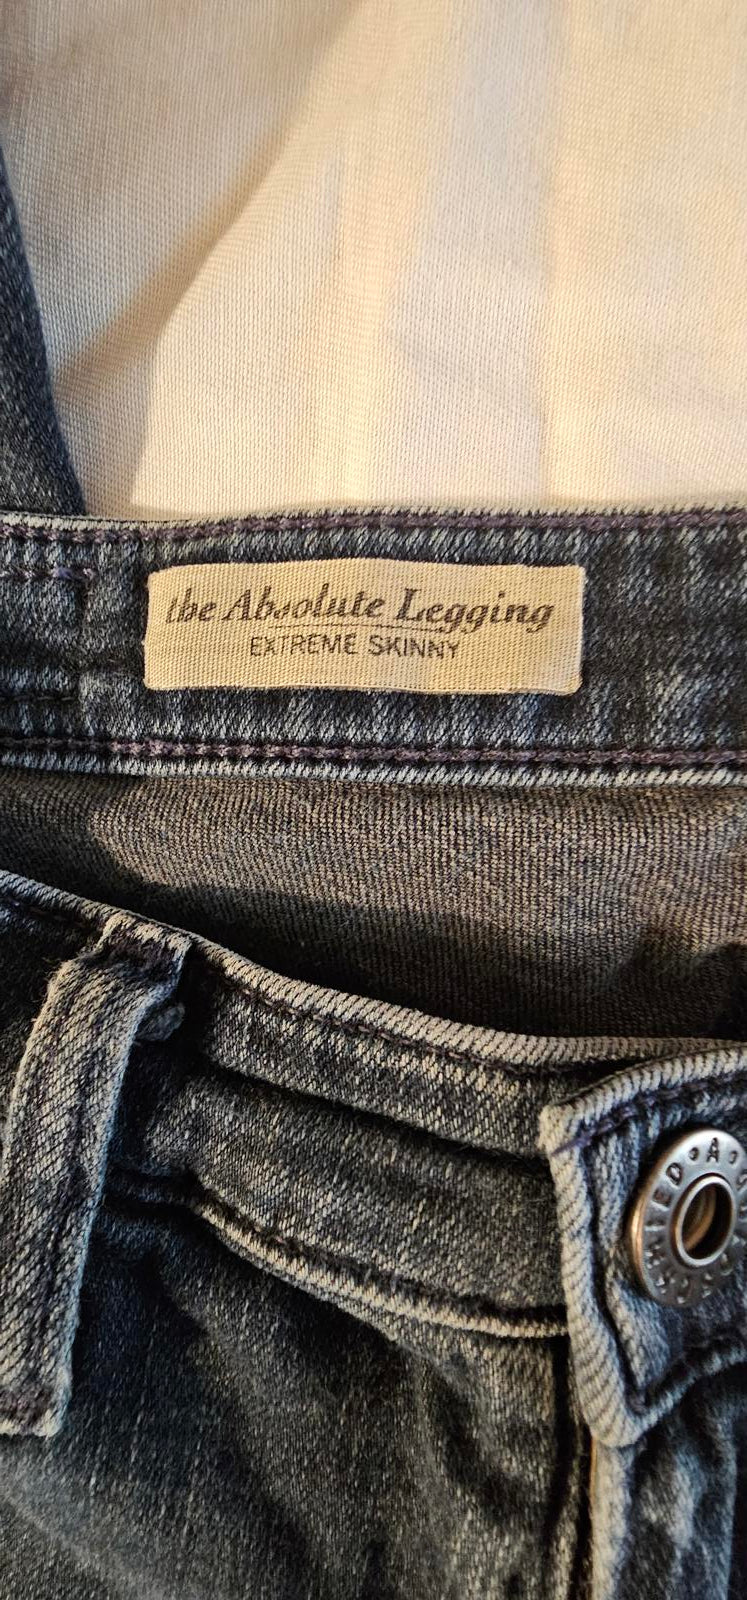 the Absolute Legging
EXTREME SKINNY
A